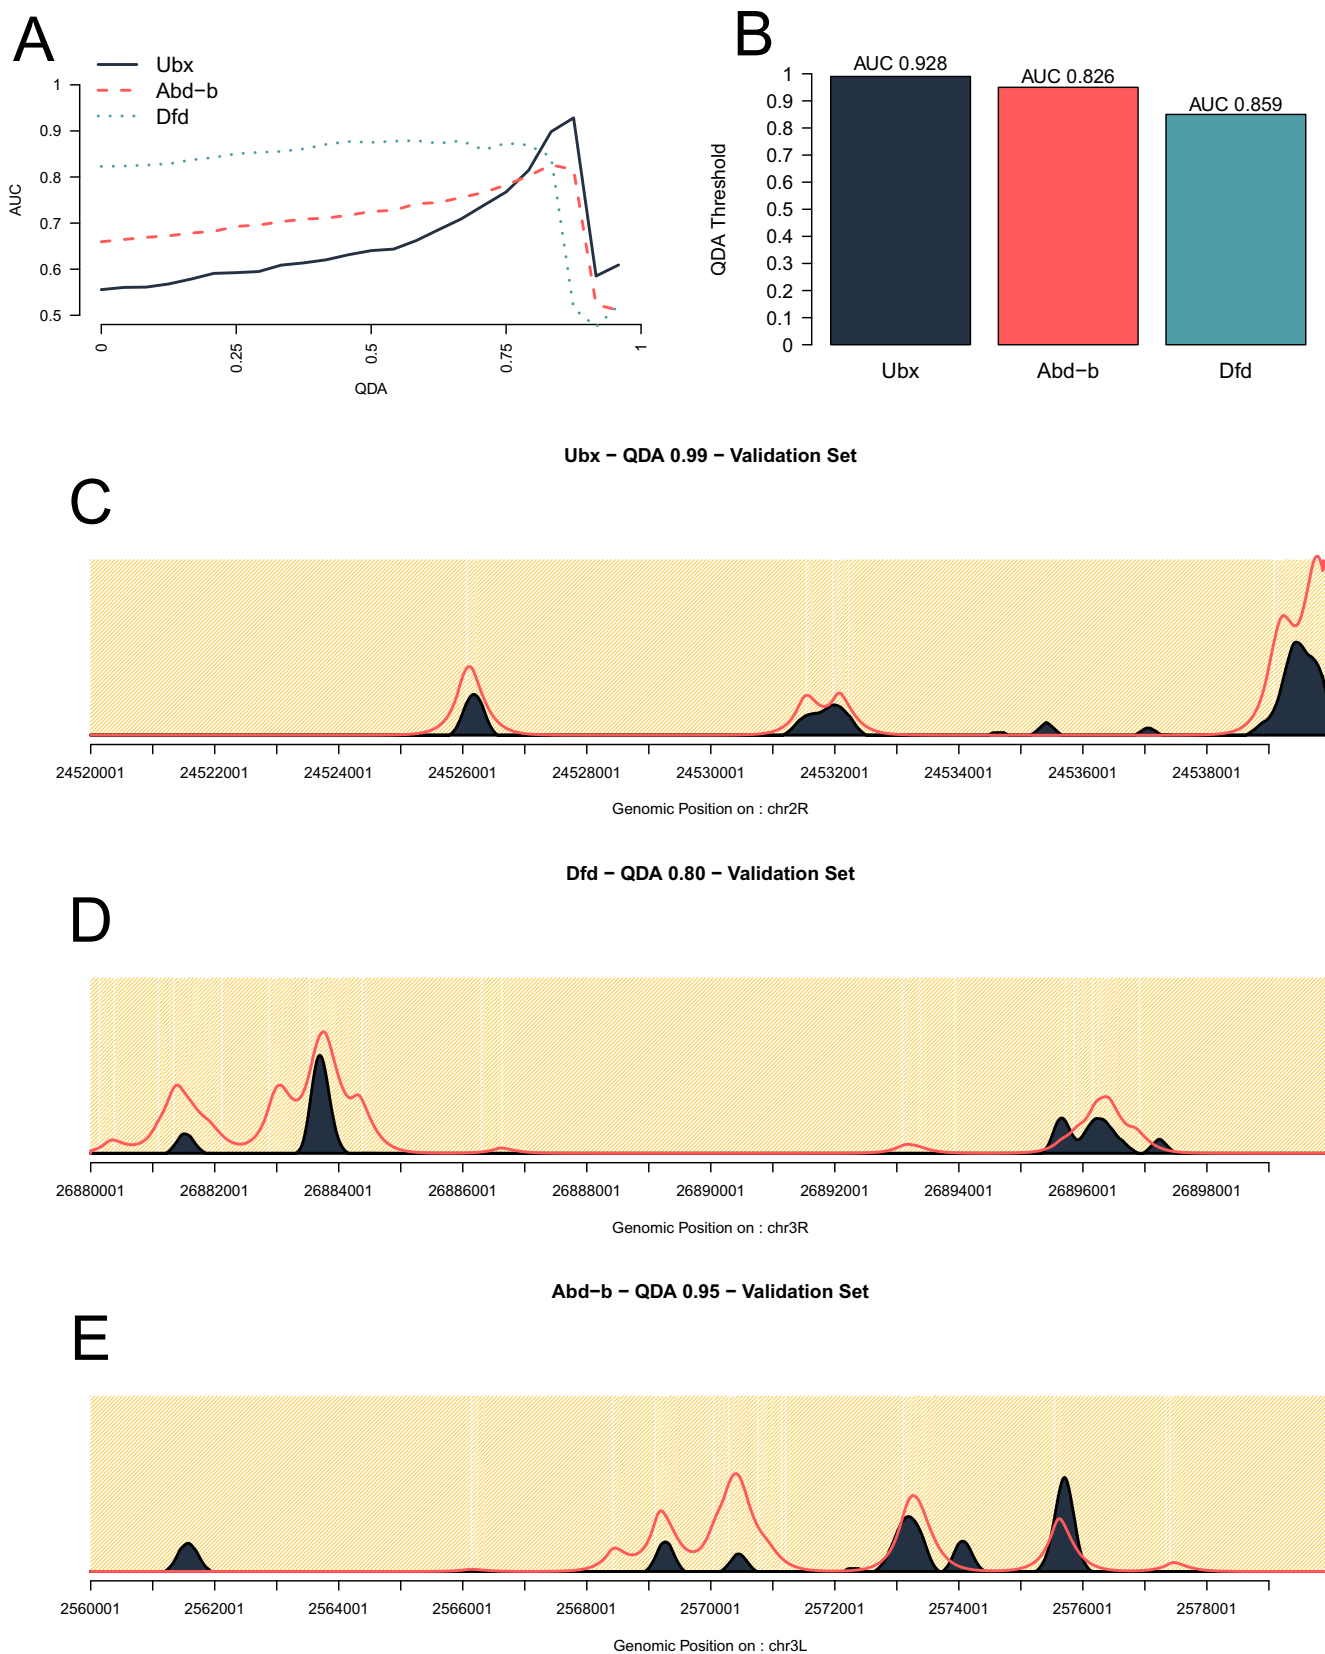 A
Ubx
Abd−b
Dfd
1
0.9
0.8
0.7
0.6
0.5
AUC
0
0.25
0.5
0.75
1
QDA
B
AUC 0.928
AUC 0.826
AUC 0.859
1
0.9
0.8
0.7
0.6
0.5
0.4
0.3
0.2
0.1
0
QDA Threshold
Ubx
Abd−b
Dfd
Ubx − QDA 0.99 − Validation Set
C
24520001 24522001 24524001 24526001 24528001 24530001 24532001 24534001 24536001 24538001
Genomic Position on : chr2R
Dfd − QDA 0.80 − Validation Set
D
26880001 26882001 26884001 26886001 26888001 26890001 26892001 26894001 26896001 26898001
Genomic Position on : chr3R
Abd−b − QDA 0.95 − Validation Set
E
2560001 2562001 2564001 2566001 2568001 2570001 2572001 2574001 2576001 2578001
Genomic Position on : chr3L